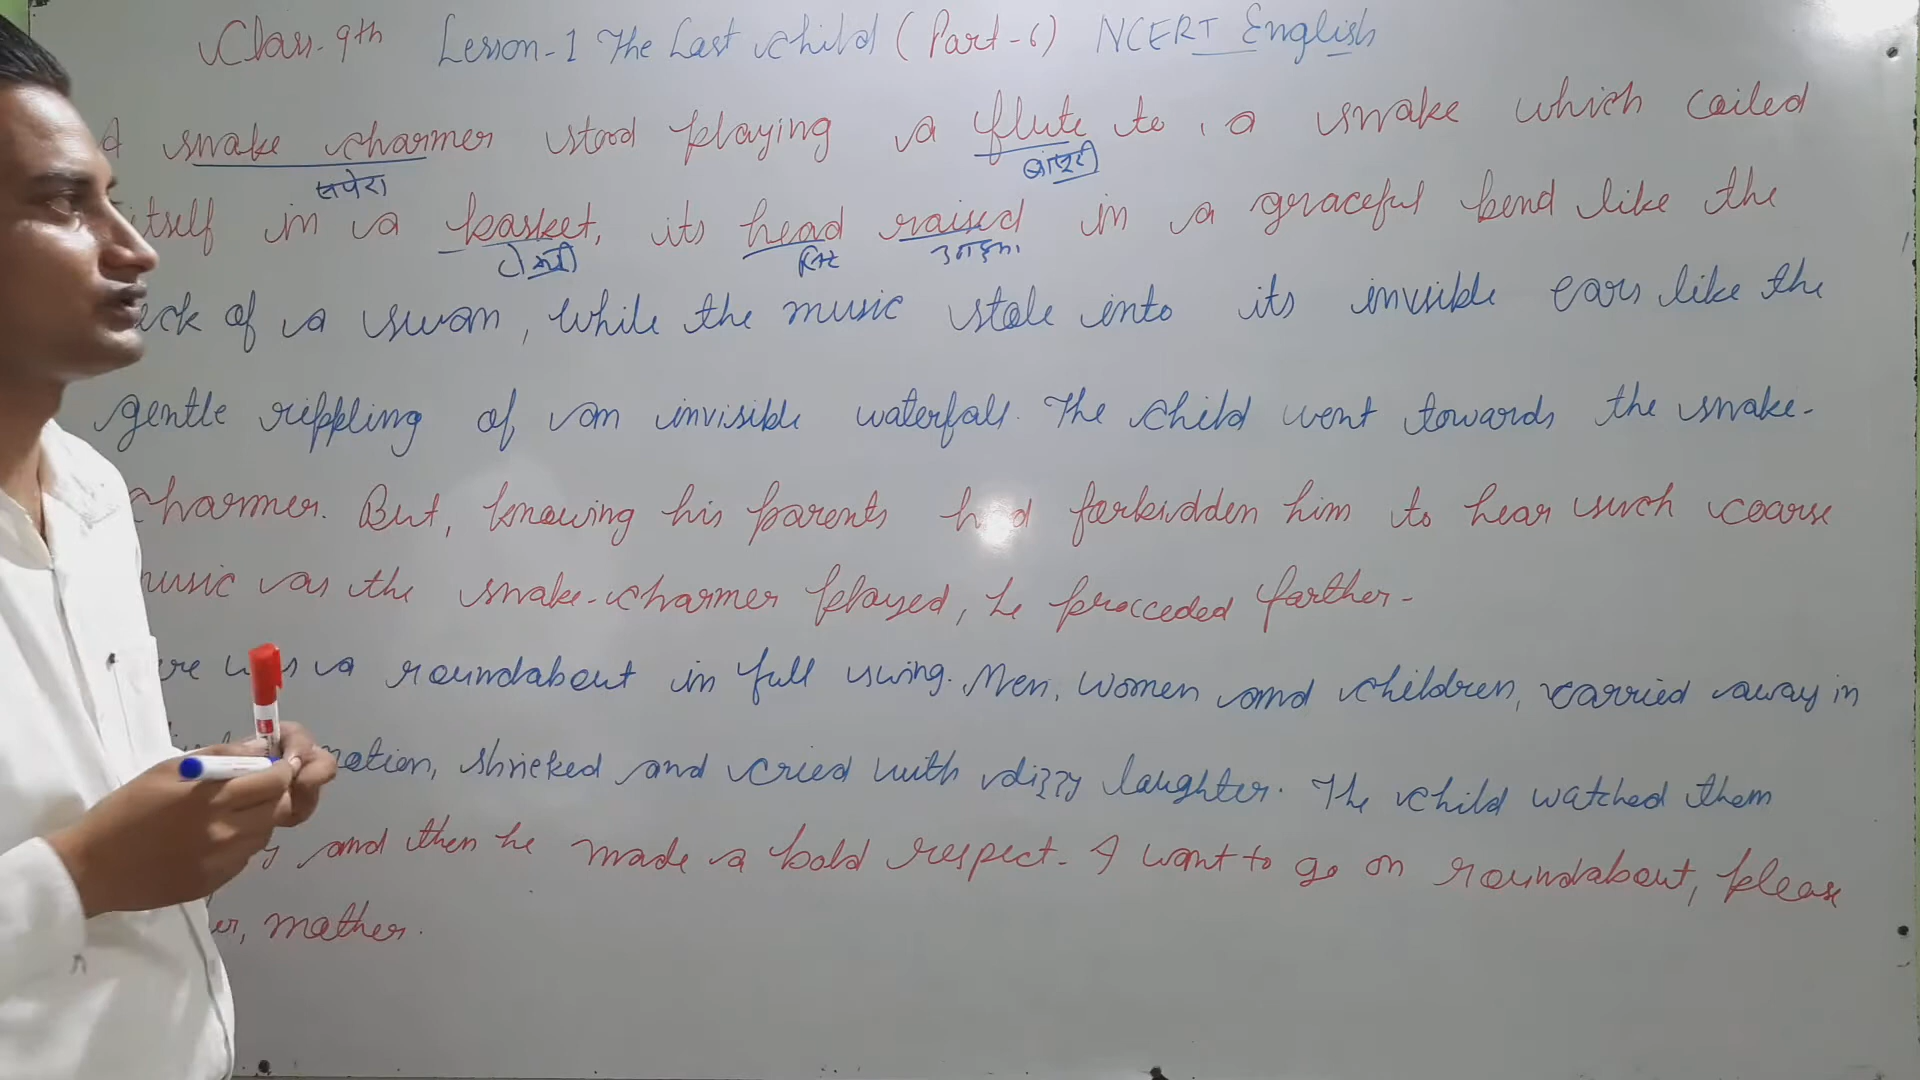 Class-9th Lesson-1 The Last Child (Part-6) NCERT English
A snake charmer stood playing a flute to a snake which coiled
सपेरा बांसुरी
itself in a basket, its head raised in a graceful bend like the
टोकरी सिर उठाना
neck of a swan, while the music stole into its invisible ears like the
gentle rippling of an invisible waterfall. The child went towards the snake-
charmer. But, knowing his parents had forbidden him to hear such coarse
music as the snake-charmer played, he procceded farther-
was a roundabout in full swing. Men, women and children, carried away in
motion, shrieked and cried with dizzy laughter. The child watched them
and then he made a bold respect- I want to go on roundabout, please
mother.